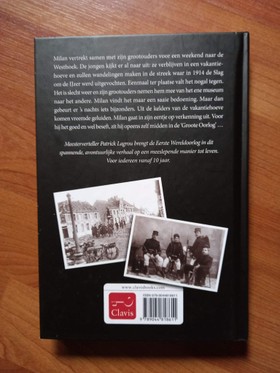 Milan vertrekt samen met zijn grootouders voor een weekend naar de
Westhoek. De jongen kijkt er al naar uit: ze verblijven in een vakantie-
hoeve en zullen wandelingen maken in de streek waar in 1914 de Slag
om de IJzer werd uitgevochten. Eenmaal ter plaatse valt het nogal tegen.
Het is slecht weer en zijn grootouders nemen hem mee van het ene museum
naar het andere. Milan vindt het maar een saaie bedoening. Maar dan
gebeurt er 's nachts iets bijzonders. Uit de kelders van de vakantiehoeve
komen vreemde geluiden. Milan gaat in zijn eentje op verkenning uit. Voor
hij het goed en wel beseft, zit hij opeens zelf midden in de 'Groote Oorlog' …
Meesterverteller Patrick Lagrou brengt de Eerste Wereldoorlog in dit
spannende, avontuurlijke verhaal op een meeslepende manier tot leven.
Voor iedereen vanaf 10 jaar.
Clavis
www.clavisbooks.com